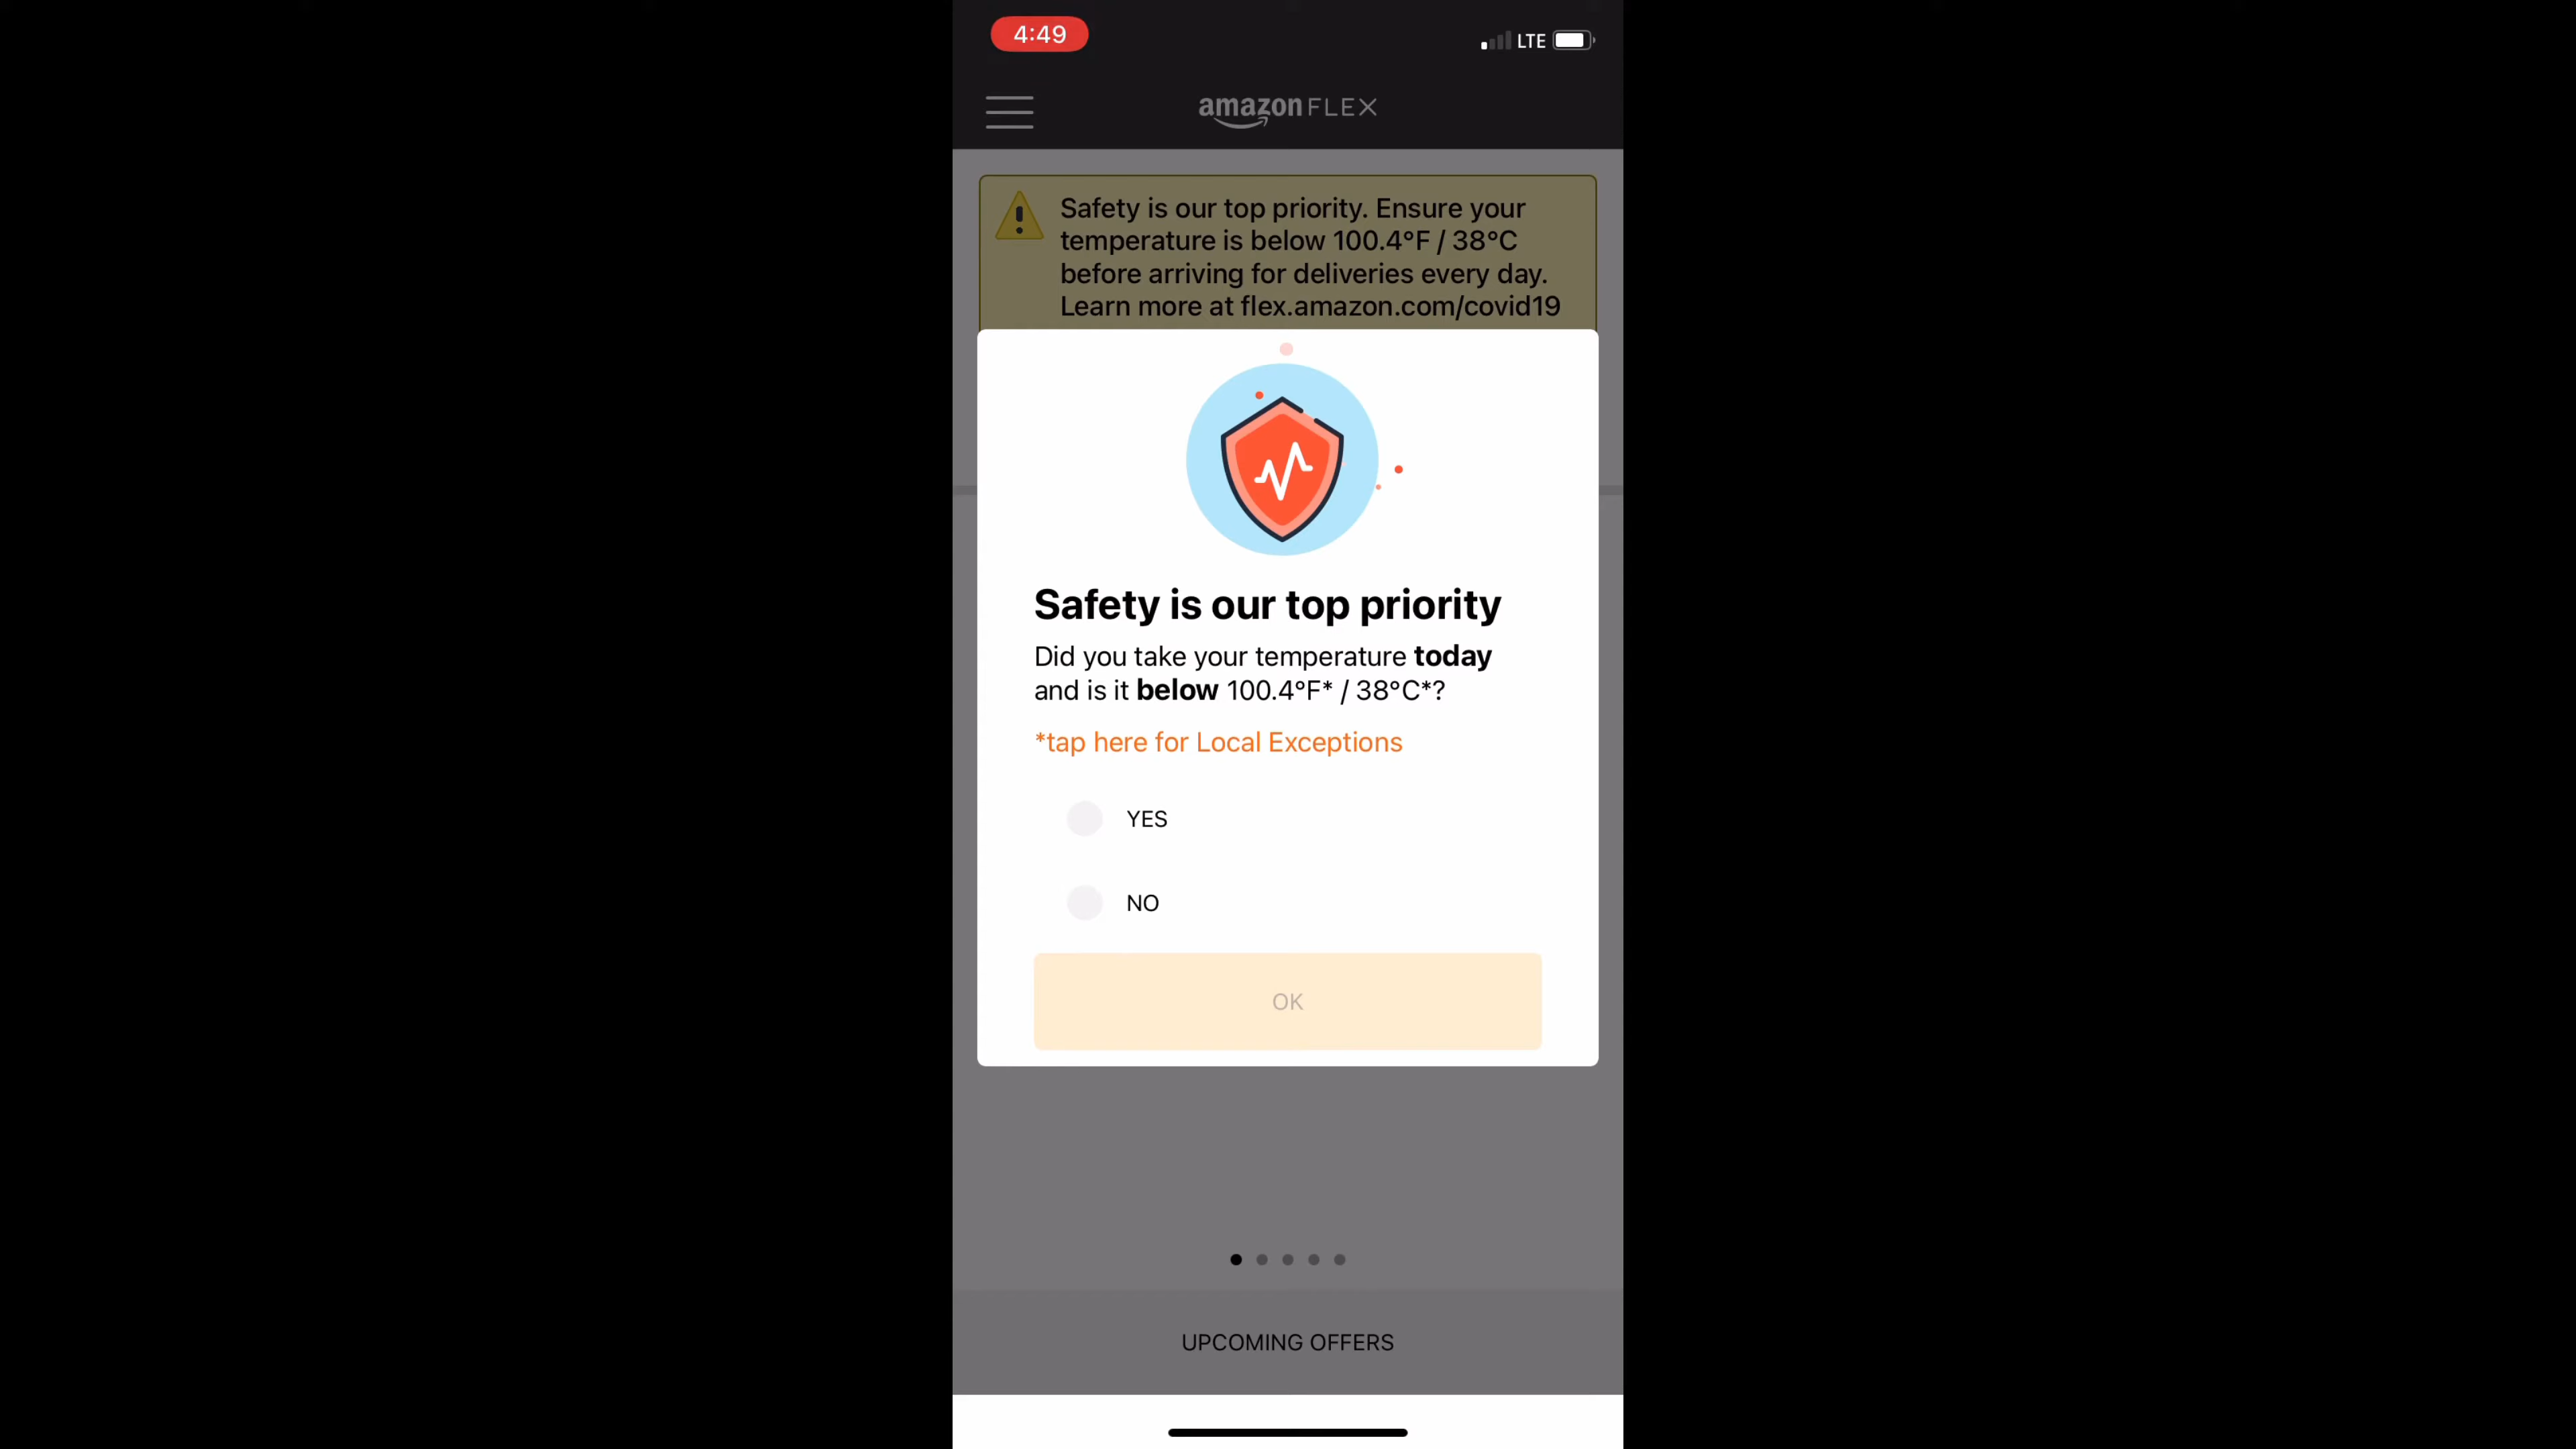 4:49
LTE
amazon FLEX
Safety is our top priority. Ensure your
temperature is below 100.4°F / 38°C
before arriving for deliveries every day.
Learn more at flex.amazon.com/covid19
Safety is our top priority
Did you take your temperature today
and is it below 100.4°F* / 38°C*?
*tap here for Local Exceptions
YES
NO
OK
UPCOMING OFFERS